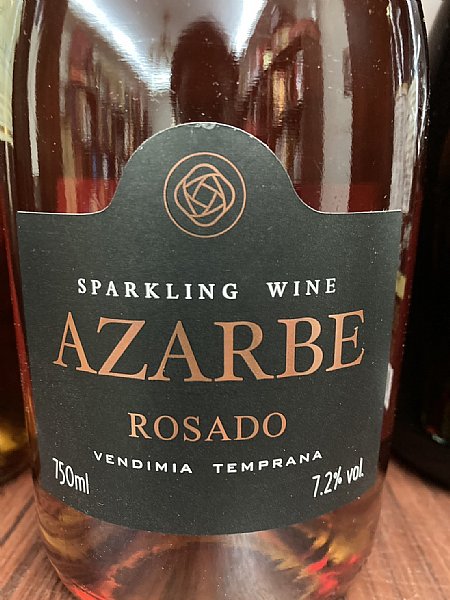 SPARKLING WINE
AZARBE
ROSADO
VENDIMIA TEMPRANA
750ml 7.2% vol.